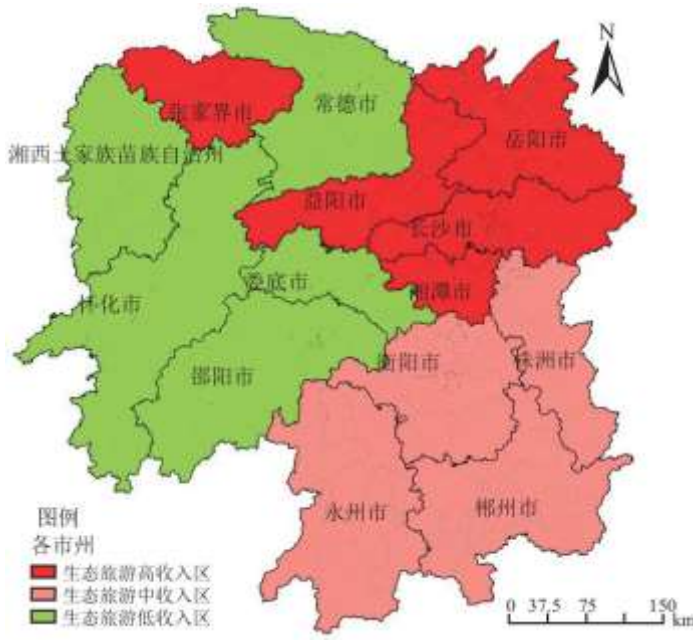 N
张家界市
常德市
岳阳市
湘西土家族苗族自治州
益阳市
长沙市
娄底市
湘潭市
怀化市
邵阳市
衡阳市
株洲市
永州市
郴州市
图例
各市州
生态旅游高收入区
生态旅游中收入区
生态旅游低收入区
0 37.5 75 150
km